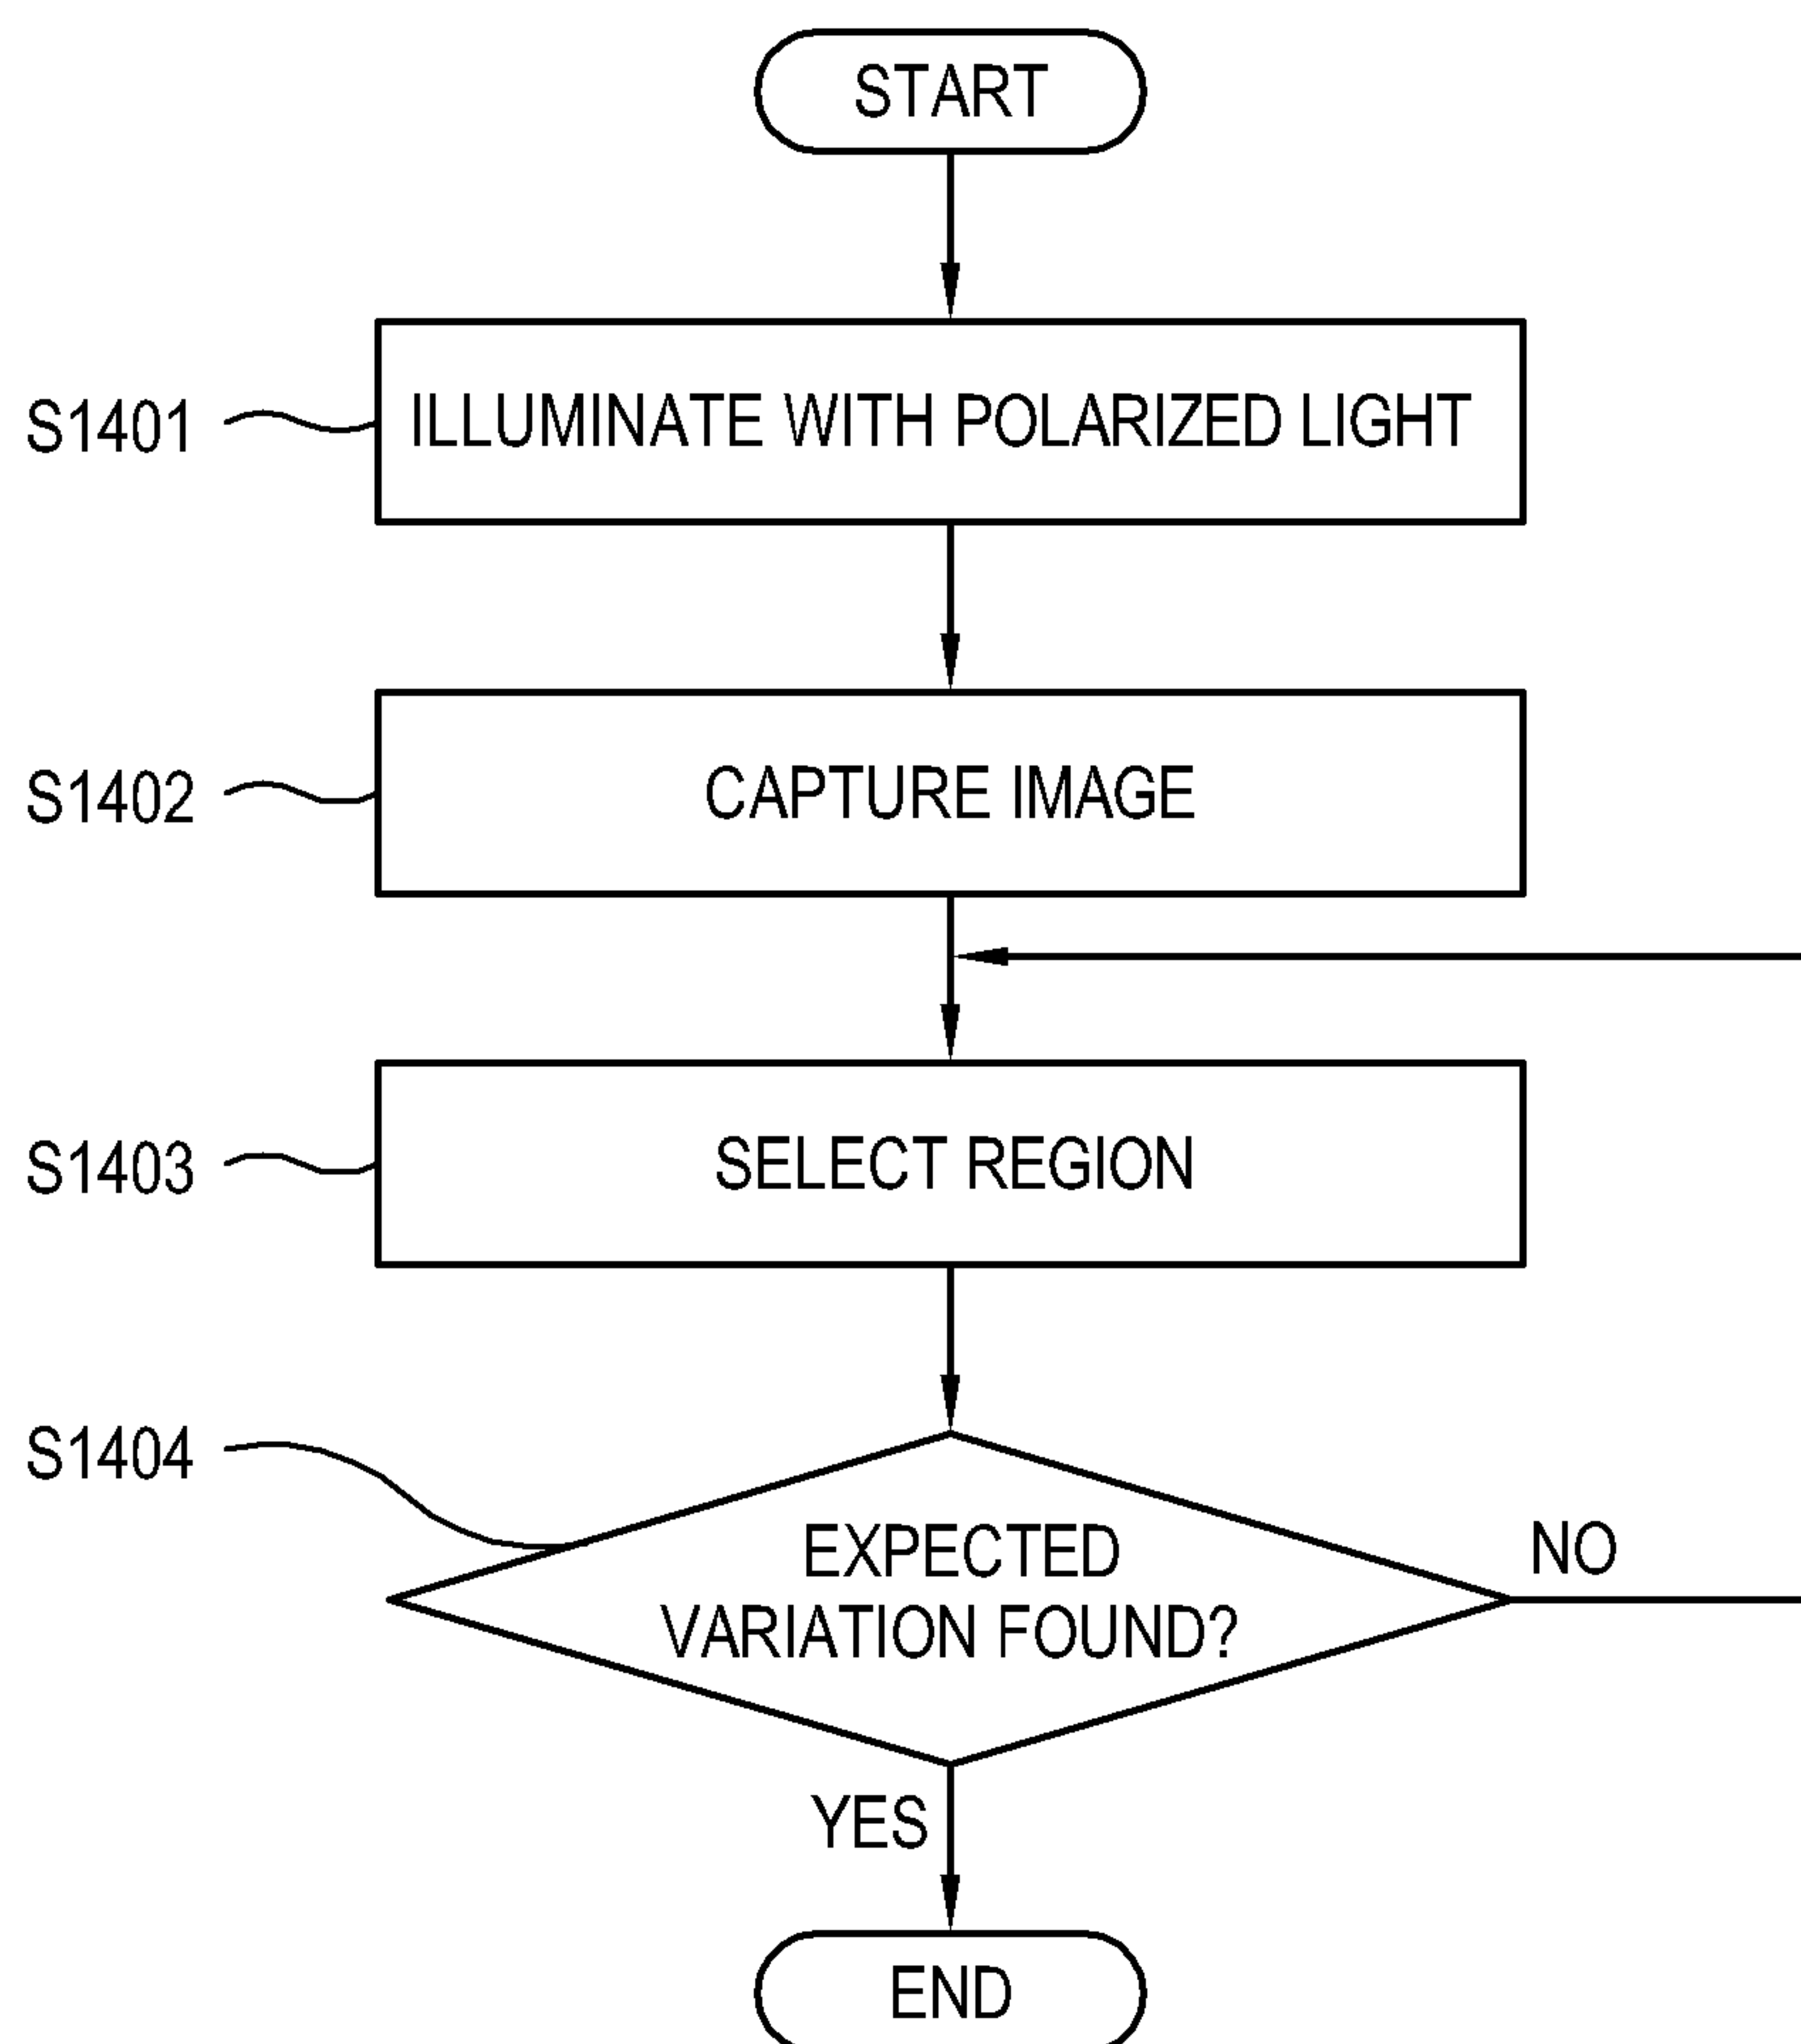 START
S1401
ILLUMINATE WITH POLARIZED LIGHT
S1402
CAPTURE IMAGE
S1403
SELECT REGION
S1404
EXPECTED
VARIATION FOUND?
NO
YES
END